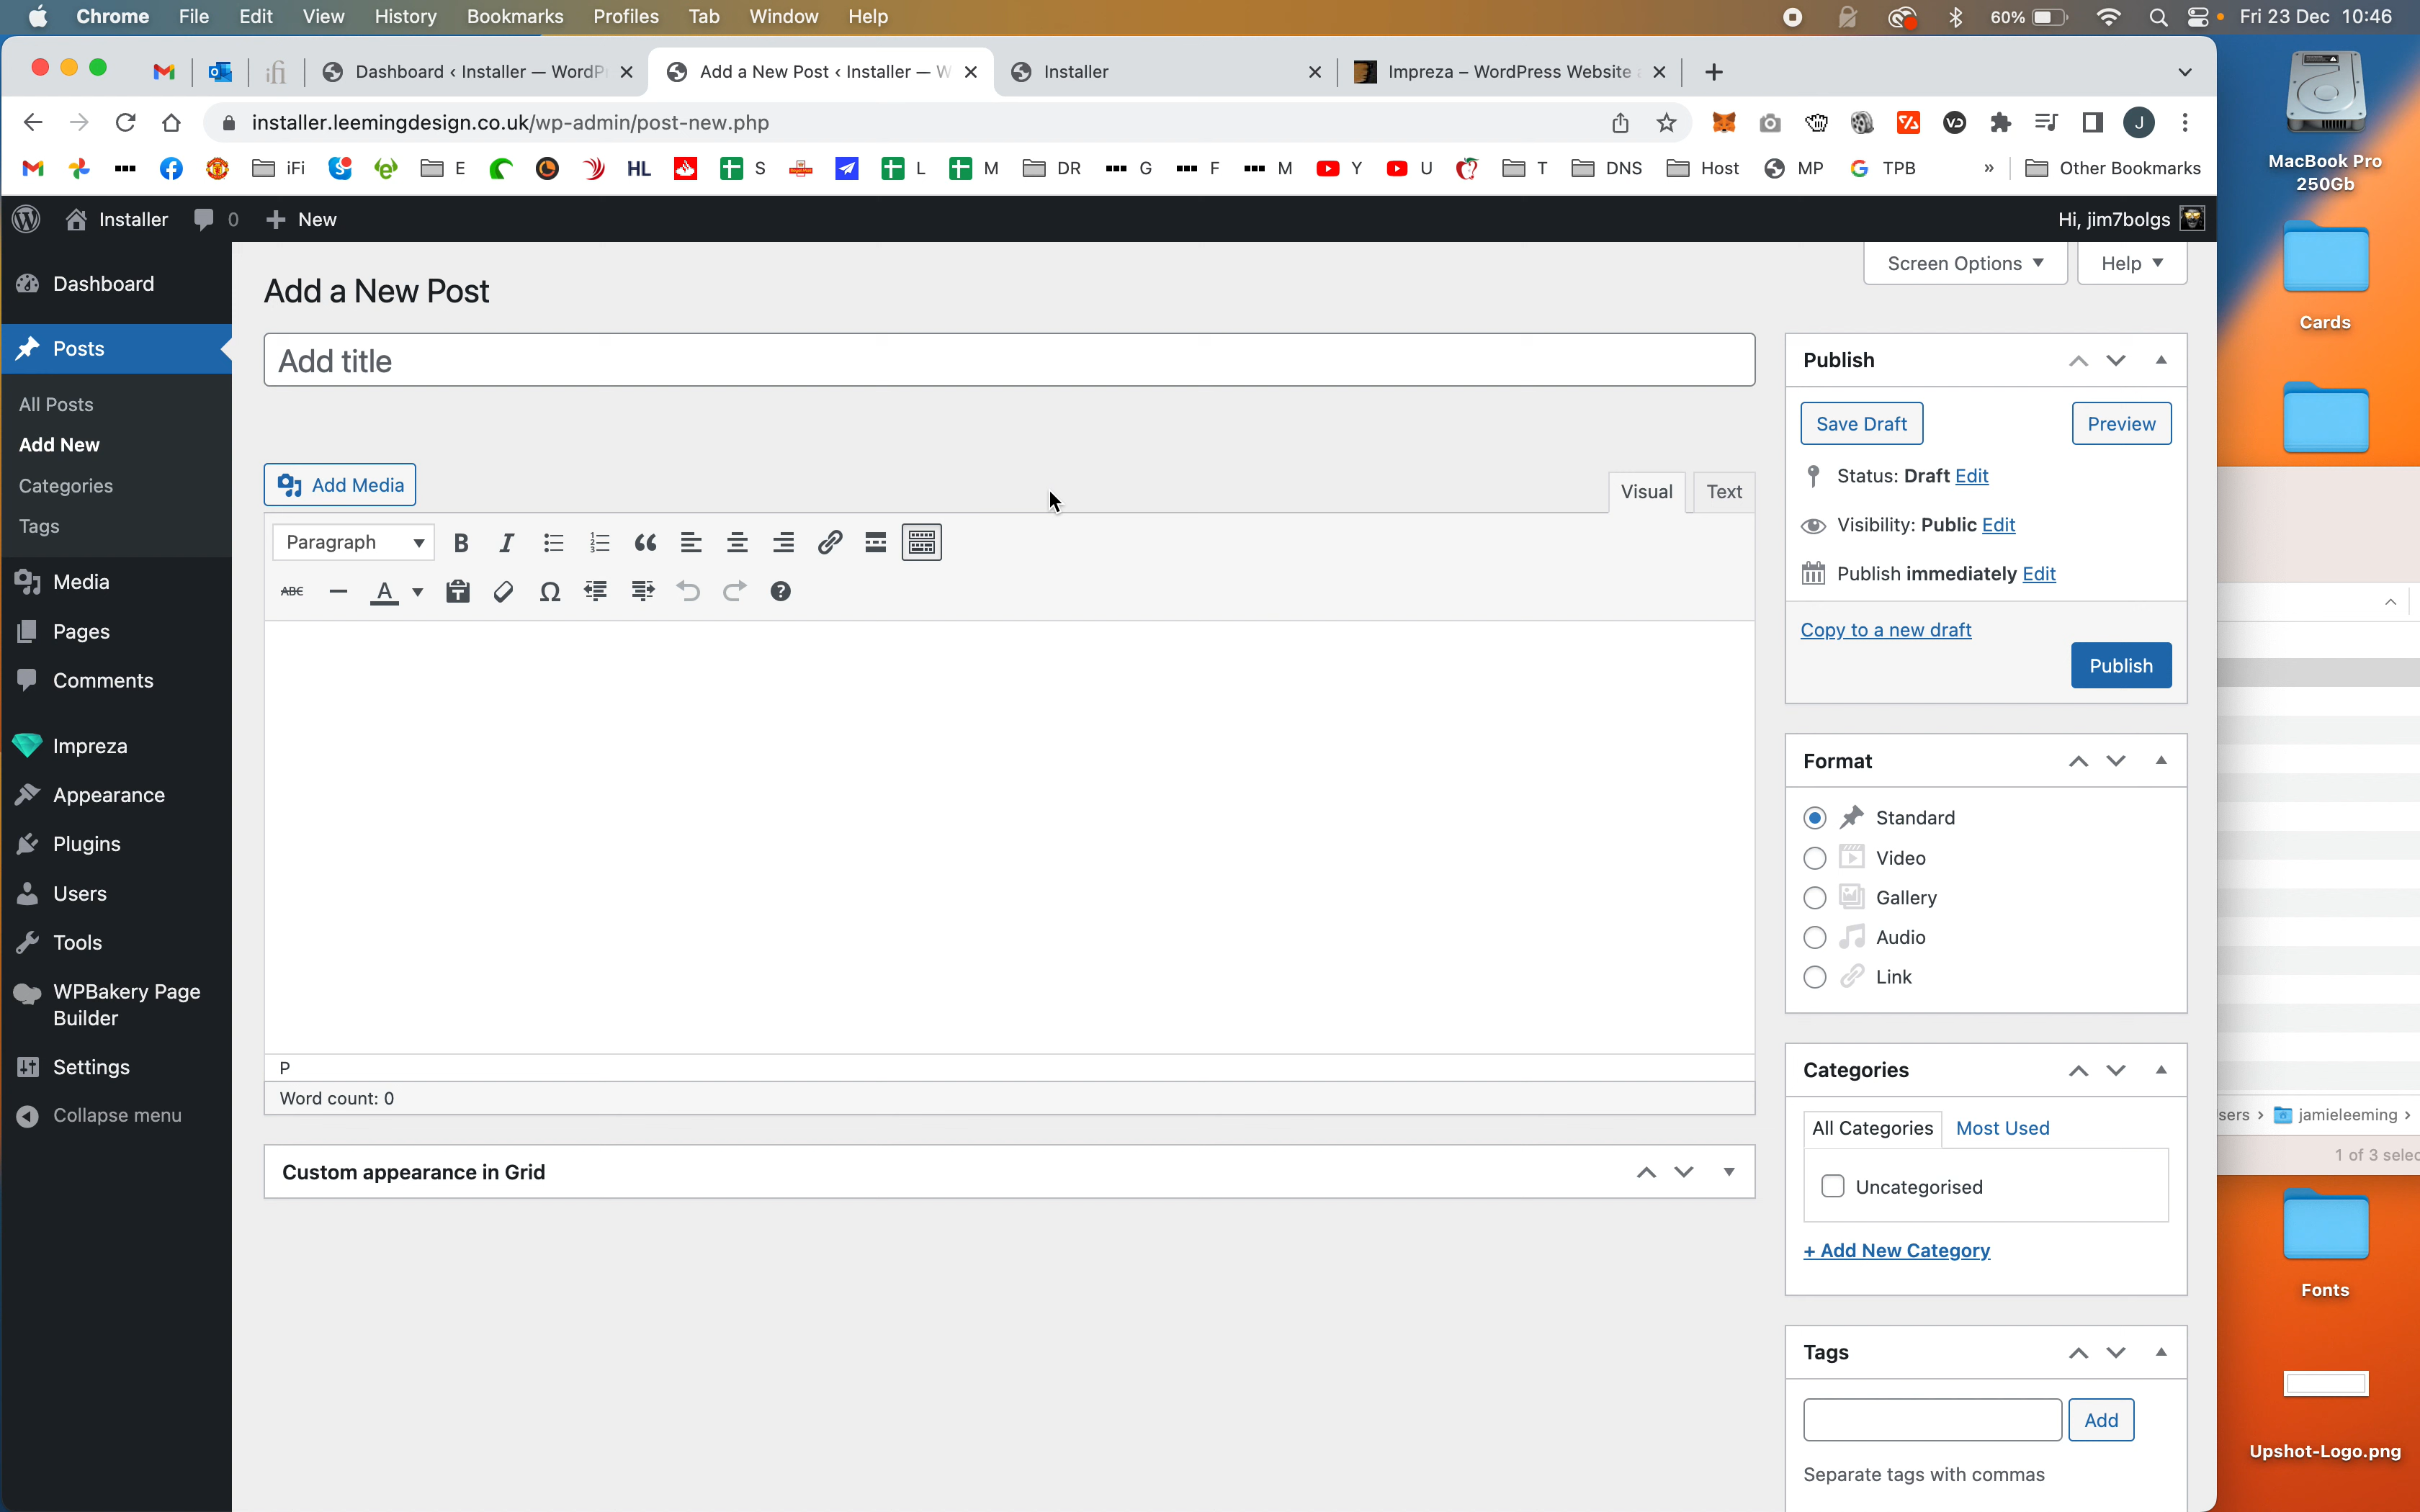 Chrome File Edit View History Bookmarks Profiles Tab Window Help 60% Fri 23 Dec 10:46
Dashboard ‹ Installer — WordP Add a New Post ‹ Installer — W Installer Impreza – WordPress Website
installer.leemingdesign.co.uk/wp-admin/post-new.php J
iFi E HL S L M DR G F M Y U T DNS Host MP TPB » Other Bookmarks
Installer 0 New Hi, jim7bolgs
Screen Options Help
Dashboard
Posts
All Posts
Add New
Categories
Tags
Media
Pages
Comments
Impreza
Appearance
Plugins
Users
Tools
WPBakery Page
Builder
Settings
Collapse menu
Add a New Post
Add title
Add Media
Visual Text
Paragraph
ABC
P
Word count: 0
Custom appearance in Grid
Publish
Save Draft Preview
Status: Draft Edit
Visibility: Public Edit
Publish immediately Edit
Copy to a new draft
Publish
Format
Standard
Video
Gallery
Audio
Link
Categories
All Categories Most Used
Uncategorised
+ Add New Category
Tags
Add
Separate tags with commas
MacBook Pro
250Gb
Cards
sers › jamieleeming ›
1 of 3 selec
Fonts
Upshot-Logo.png